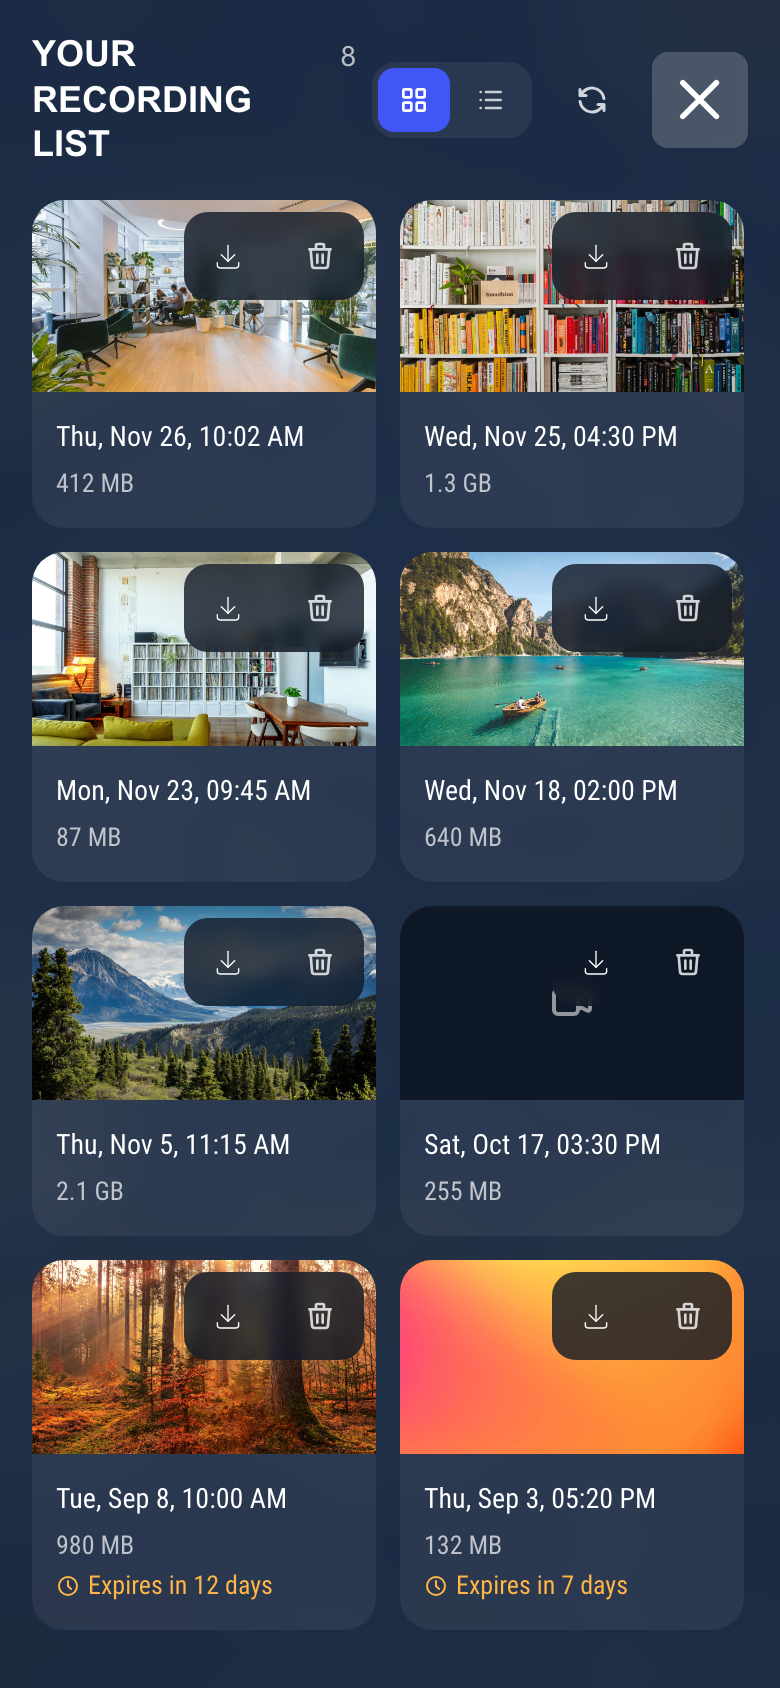 YOUR
RECORDING
LIST
8
Thu, Nov 26, 10:02 AM
412 MB
Wed, Nov 25, 04:30 PM
1.3 GB
Mon, Nov 23, 09:45 AM
87 MB
Wed, Nov 18, 02:00 PM
640 MB
Thu, Nov 5, 11:15 AM
2.1 GB
Sat, Oct 17, 03:30 PM
255 MB
Tue, Sep 8, 10:00 AM
980 MB
Expires in 12 days
Thu, Sep 3, 05:20 PM
132 MB
Expires in 7 days